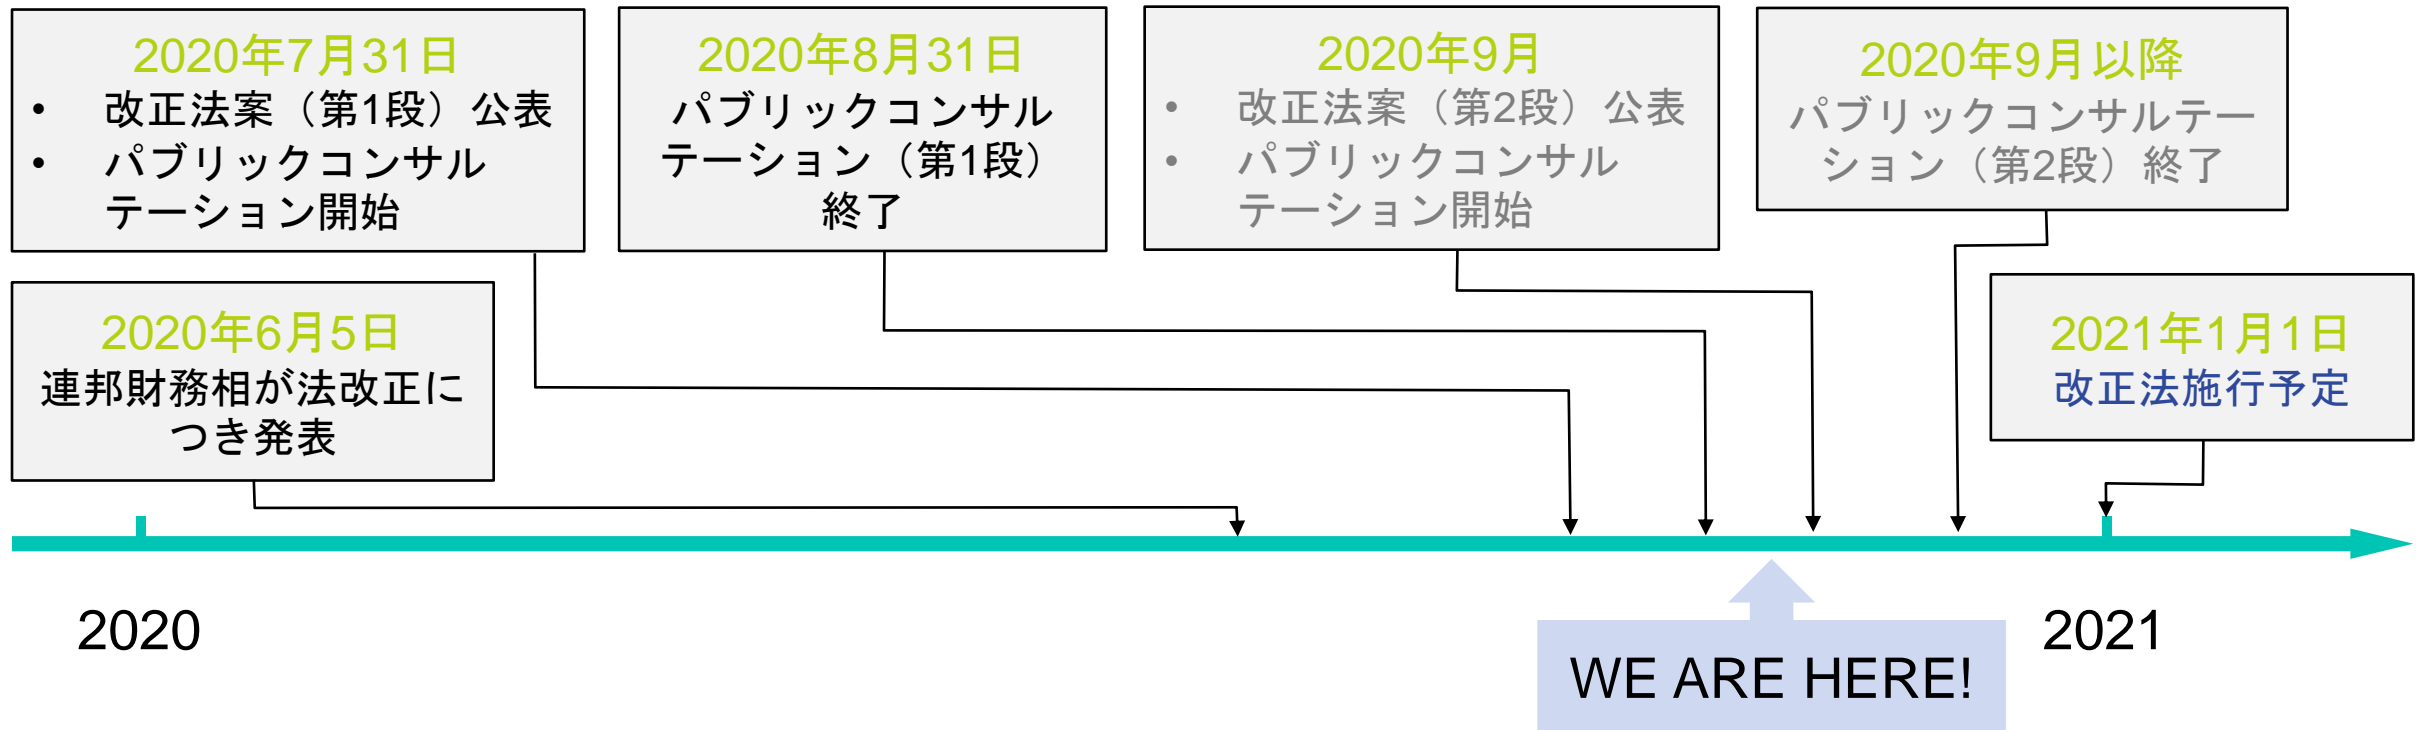 2020年7月31日
• 改正法案（第1段）公表
• パブリックコンサル
テーション開始
2020年8月31日
パブリックコンサル
テーション（第1段）
終了
2020年9月
• 改正法案（第2段）公表
• パブリックコンサル
テーション開始
2020年9月以降
パブリックコンサルテー
ション（第2段）終了
2020年6月5日
連邦財務相が法改正に
つき発表
2021年1月1日
改正法施行予定
2020
2021
WE ARE HERE!